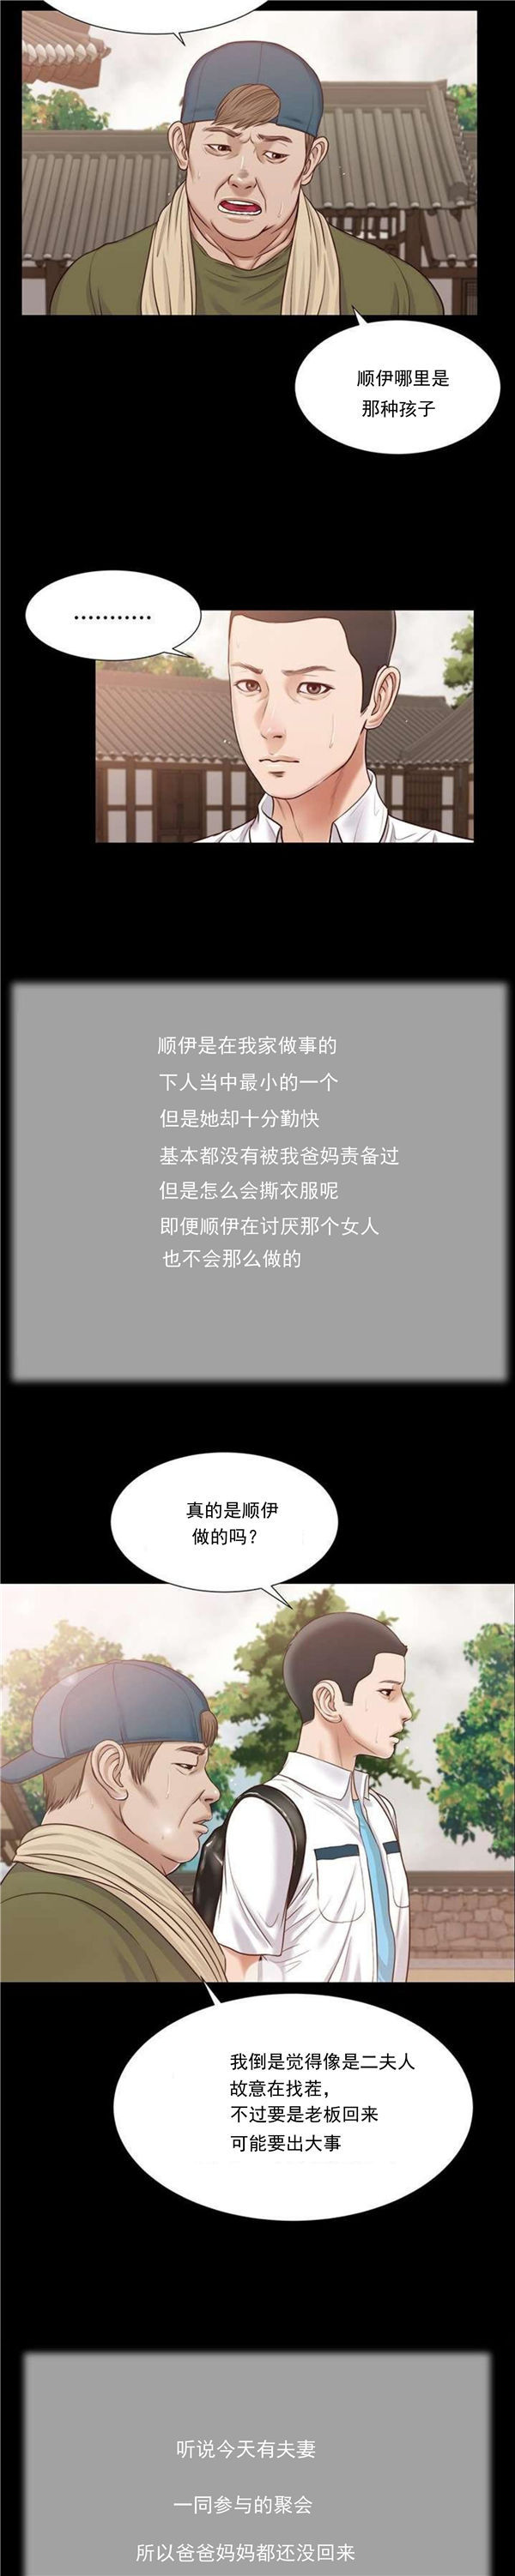 顺伊哪里是
那种孩子
...........
顺伊是在我家做事的
下人当中最小的一个
但是她却十分勤快
基本都没有被我爸妈责备过
但是怎么会撕衣服呢
即便顺伊在讨厌那个女人
也不会那么做的
真的是顺伊
做的吗?
我倒是觉得像是二夫人
故意在找茬，
不过要是老板回来
可能要出大事
听说今天有夫妻
一同参与的聚会
所以爸爸妈妈都还没回来